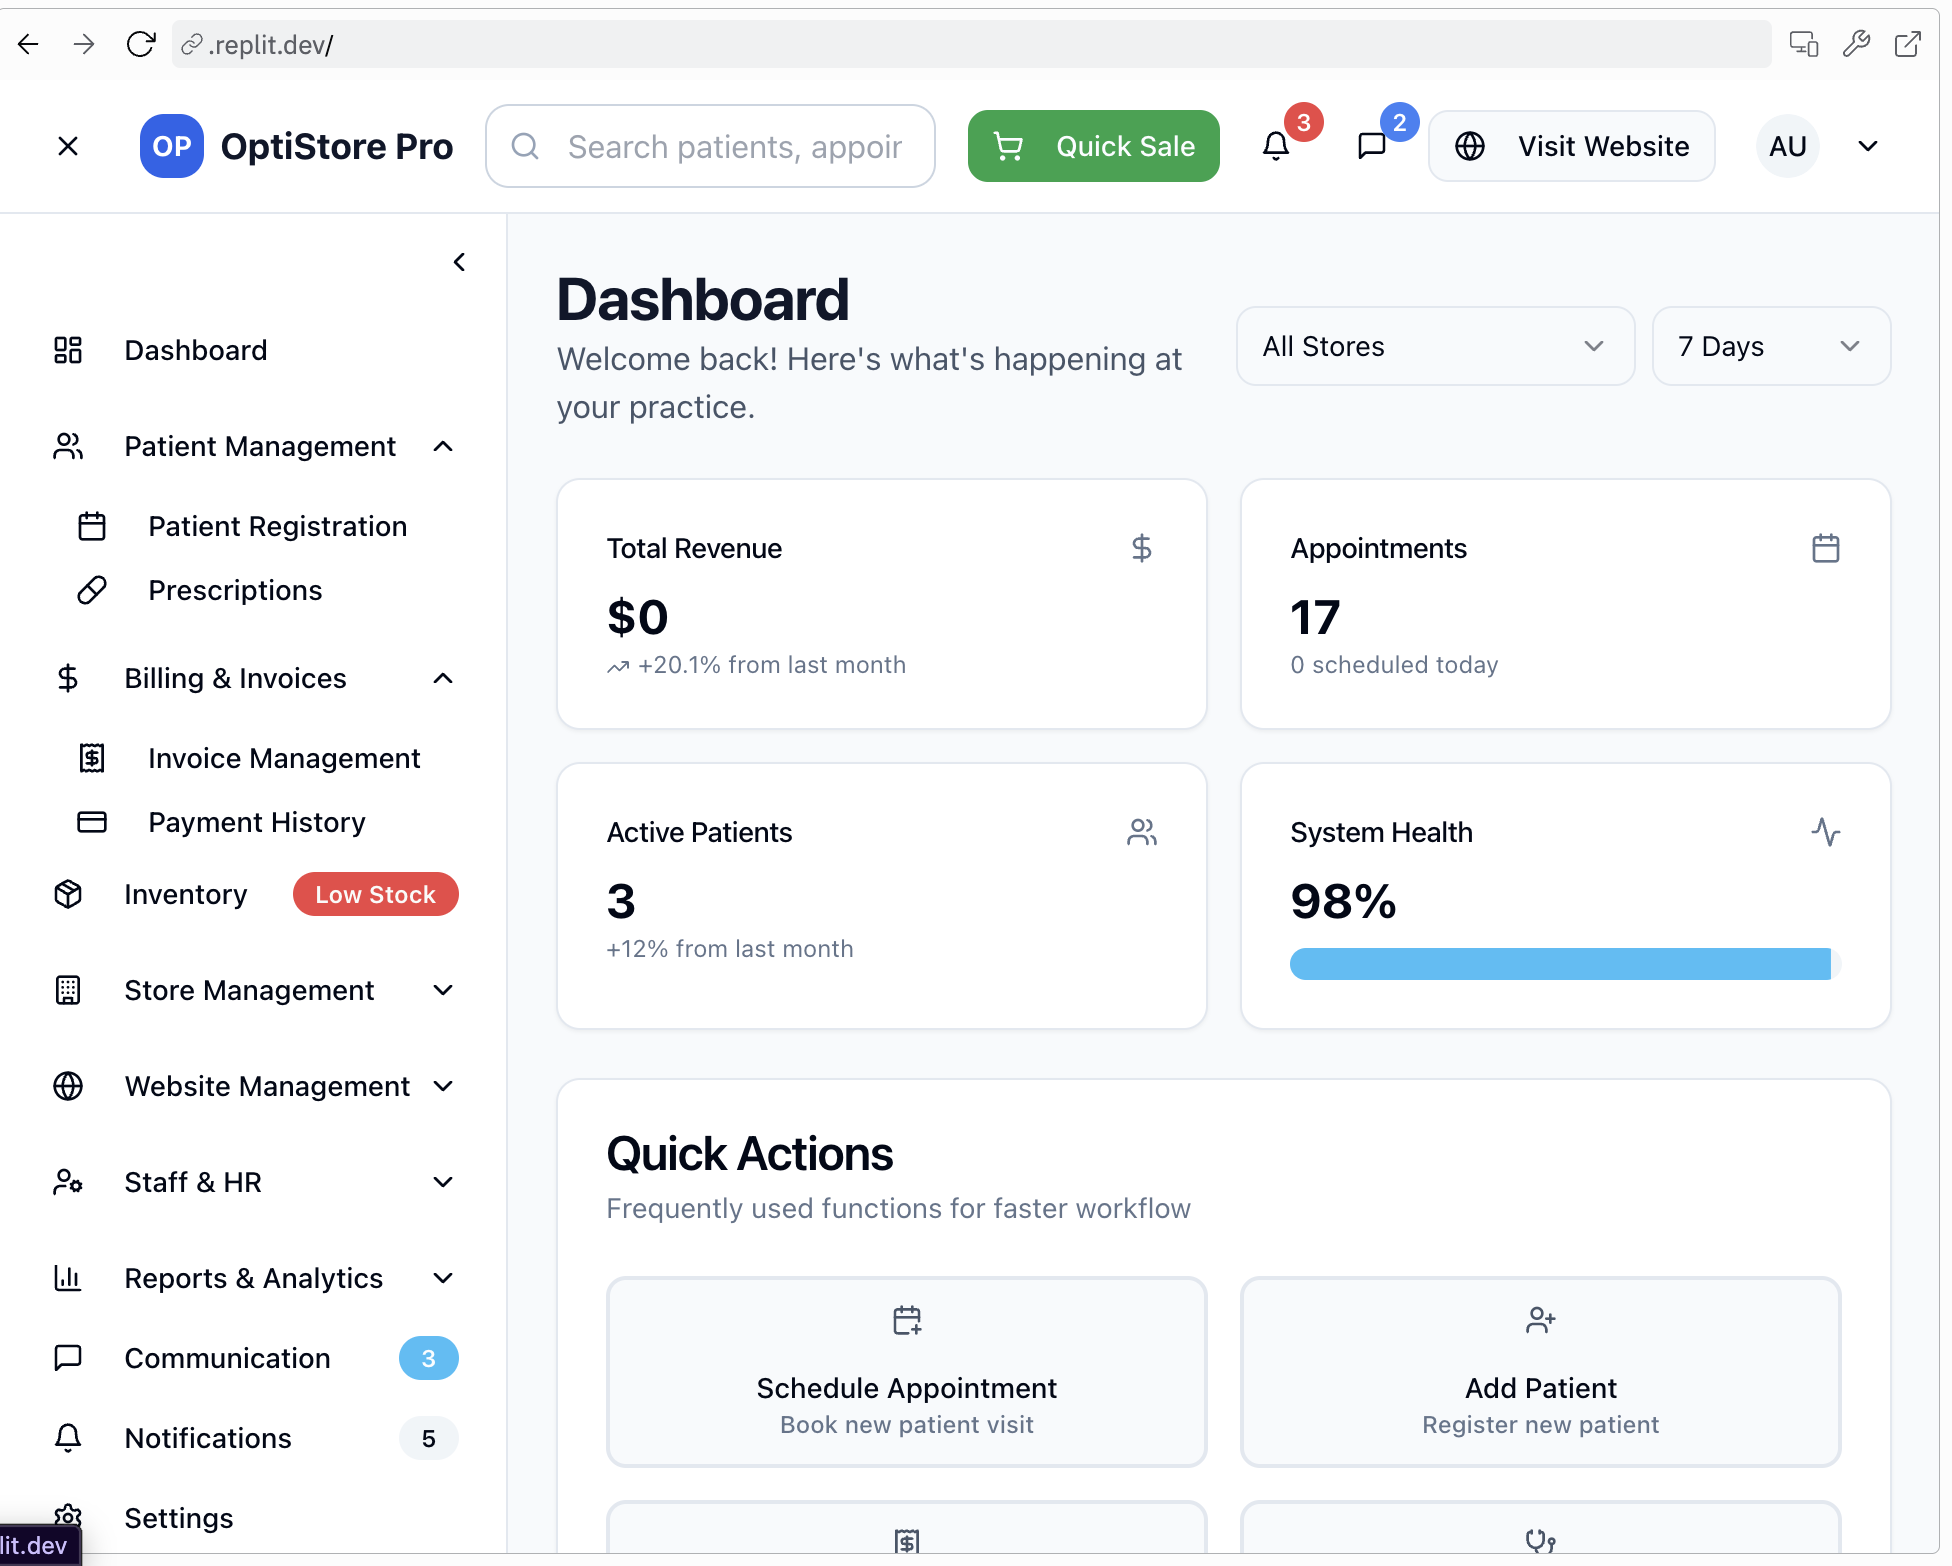 .replit.dev/
OP OptiStore Pro
Search patients, appoin
Quick Sale
3
2
Visit Website
AU
Dashboard
Patient Management
Patient Registration
Prescriptions
Billing & Invoices
Invoice Management
Payment History
Inventory Low Stock
Store Management
Website Management
Staff & HR
Reports & Analytics
Communication 3
Notifications 5
Settings
lit.dev
Dashboard
Welcome back! Here's what's happening at
your practice.
All Stores
7 Days
Total Revenue
$0
+20.1% from last month
Appointments
17
0 scheduled today
Active Patients
3
+12% from last month
System Health
98%
Quick Actions
Frequently used functions for faster workflow
Schedule Appointment
Book new patient visit
Add Patient
Register new patient